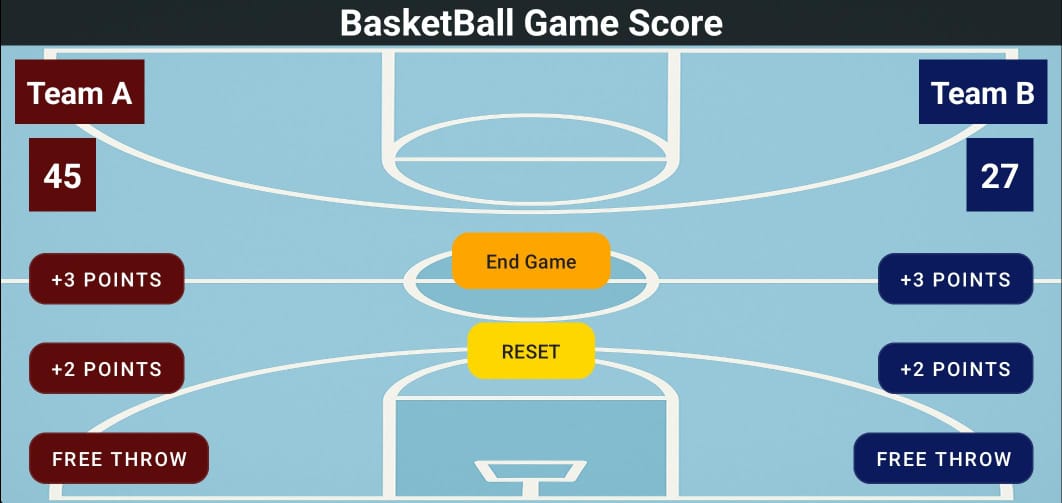 BasketBall Game Score
Team A
Team B
45
27
End Game
+3 POINTS
+3 POINTS
RESET
+2 POINTS
+2 POINTS
FREE THROW
FREE THROW